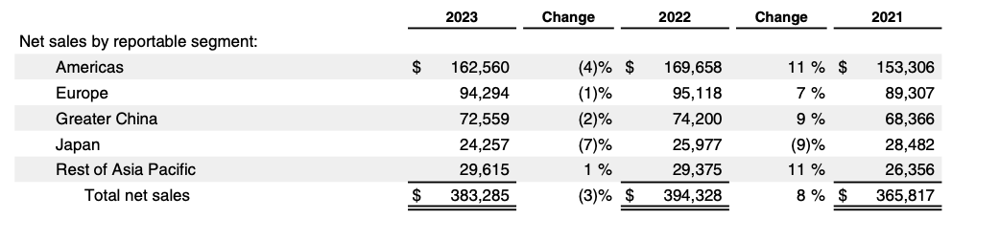 2023 Change 2022 Change 2021
Net sales by reportable segment:
Americas $ 162,560 (4)% $ 169,658 11 % $ 153,306
Europe 94,294 (1)% 95,118 7 % 89,307
Greater China 72,559 (2)% 74,200 9 % 68,366
Japan 24,257 (7)% 25,977 (9)% 28,482
Rest of Asia Pacific 29,615 1 % 29,375 11 % 26,356
Total net sales $ 383,285 (3)% $ 394,328 8 % $ 365,817